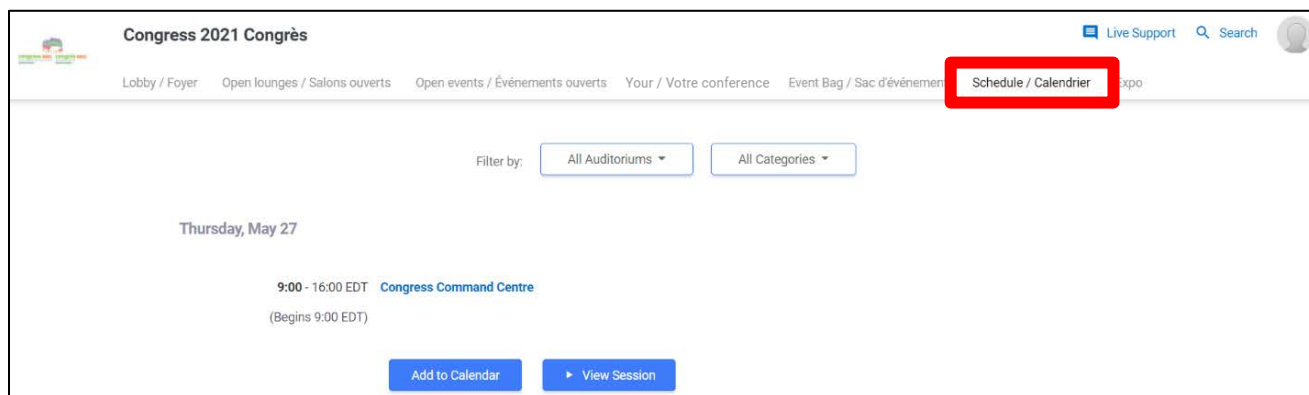 Congress 2021 Congrès
Live Support
Search
Lobby / Foyer
Open lounges / Salons ouverts
Open events / Événements ouverts
Your / Votre conference
Event Bag / Sac d'événemen
Schedule / Calendrier
Expo
Filter by:
All Auditoriums
All Categories
Thursday, May 27
9:00 - 16:00 EDT Congress Command Centre
(Begins 9:00 EDT)
Add to Calendar
View Session